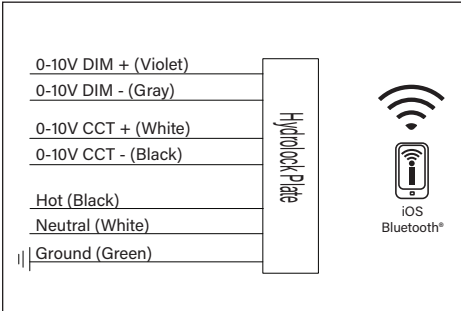 0-10V DIM + (Violet)
0-10V DIM - (Gray)
0-10V CCT + (White)
0-10V CCT - (Black)
Hot (Black)
Neutral (White)
Ground (Green)
Hydrolock Plate
iOS
Bluetooth®